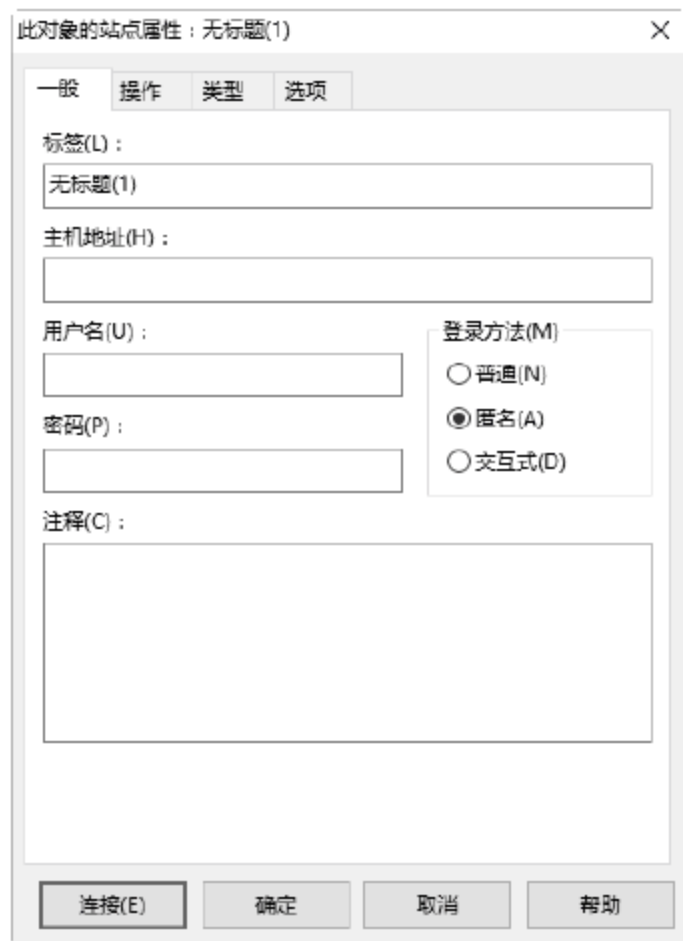 此对象的站点属性：无标题(1)
一般 操作 类型 选项
标签(L)：
无标题(1)
主机地址(H)：
用户名(U)：
登录方法(M)
普通(N)
密码(P)：
匿名(A)
交互式(D)
注释(C)：
连接(E) 确定 取消 帮助